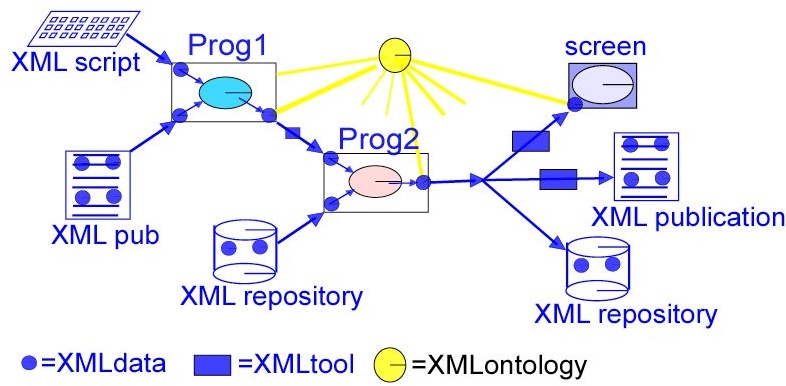 Prog1
screen
XML script
Prog2
XML pub
XML publication
XML repository
XML repository
=XMLdata
=XMLtool
=XMLontology